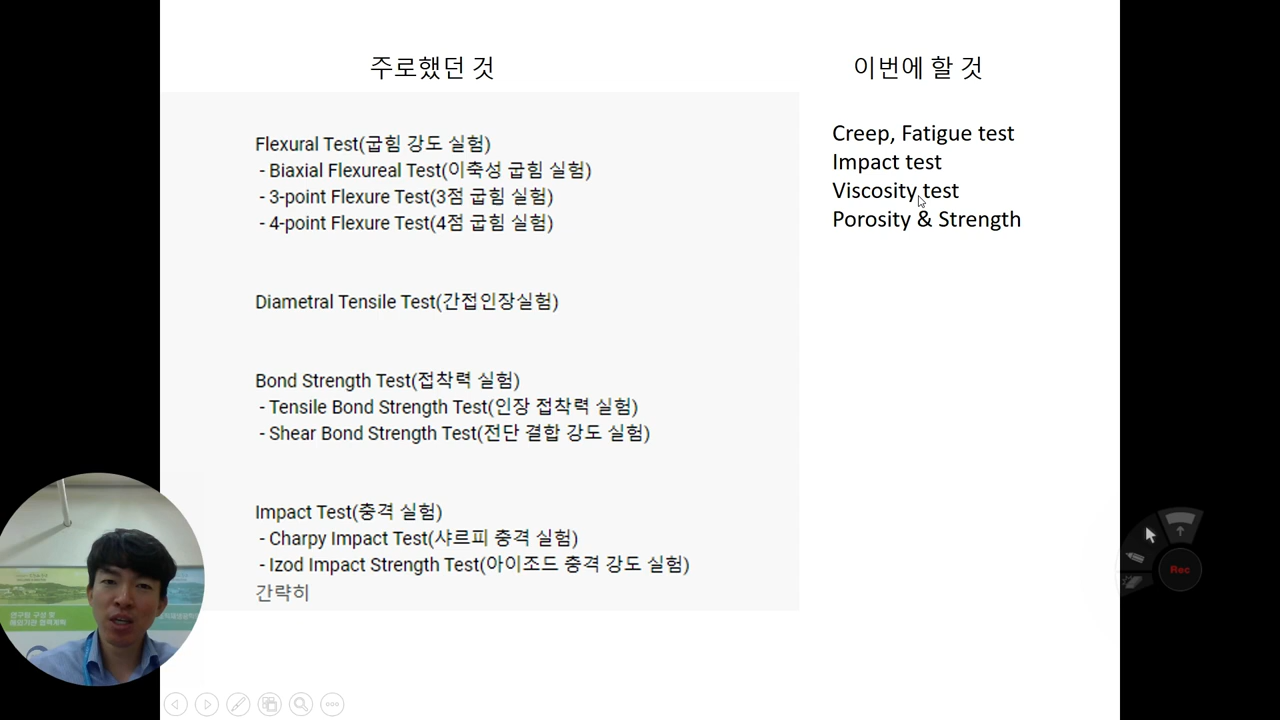 주로했던 것
Flexural Test(굽힘 강도 실험)
- Biaxial Flexureal Test(이축성 굽힘 실험)
- 3-point Flexure Test(3점 굽힘 실험)
- 4-point Flexure Test(4점 굽힘 실험)
Diametral Tensile Test(간접인장실험)
Bond Strength Test(접착력 실험)
- Tensile Bond Strength Test(인장 접착력 실험)
- Shear Bond Strength Test(전단 결합 강도 실험)
Impact Test(충격 실험)
- Charpy Impact Test(샤르피 충격 실험)
- Izod Impact Strength Test(아이조드 충격 강도 실험)
간략히
이번에 할 것
Creep, Fatigue test
Impact test
Viscosity test
Porosity & Strength
Rec